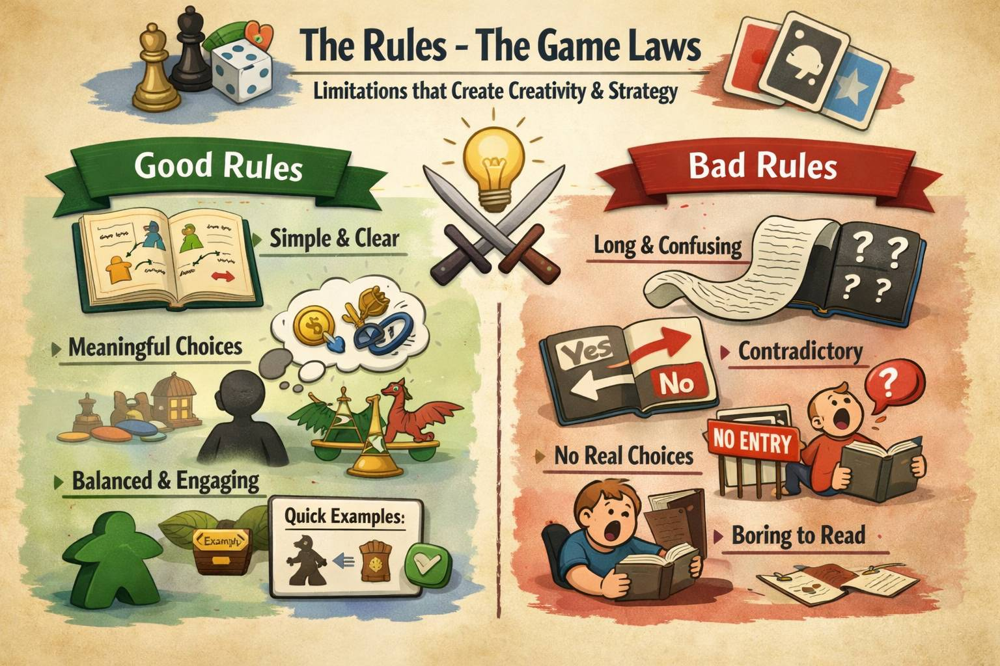 The Rules - The Game Laws
Limitations that Create Creativity & Strategy
Good Rules
Simple & Clear
Meaningful Choices
Balanced & Engaging
Quick Examples:
Bad Rules
Long & Confusing
? ?
? ?
Yes
No
Contradictory
?
NO ENTRY
No Real Choices
Boring to Read